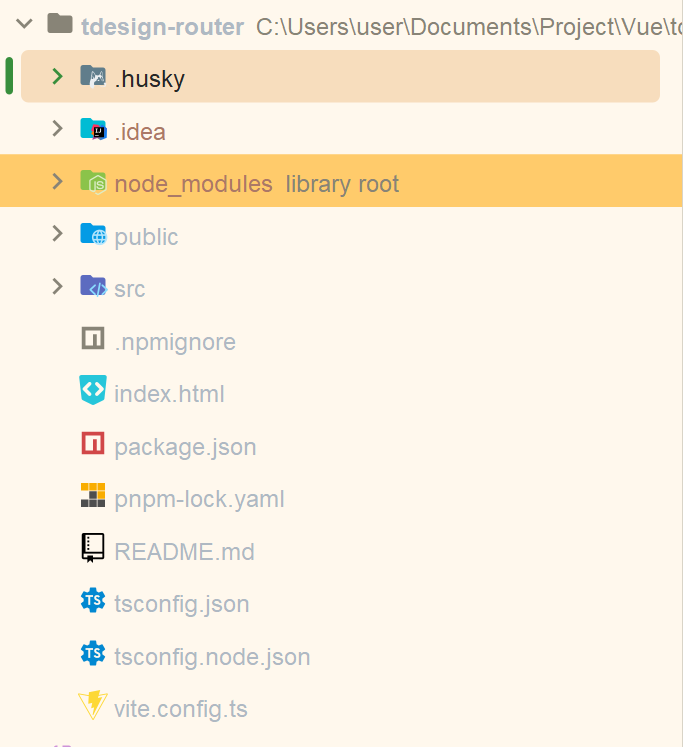 tdesign-router C:\Users\user\Documents\Project\Vue\
.husky
.idea
node_modules library root
public
src
.npmignore
index.html
package.json
pnpm-lock.yaml
README.md
tsconfig.json
tsconfig.node.json
vite.config.ts